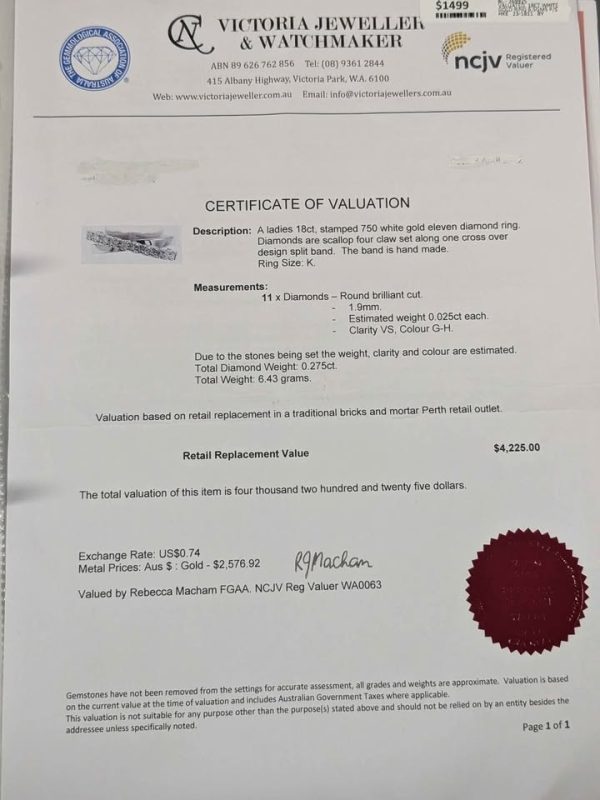 $1499
THE GEMMOLOGICAL ASSOCIATION OF AUSTRALIA
CN VICTORIA JEWELLER
& WATCHMAKER
ncjv Registered
Valuer
ABN 89 626 762 856 Tel: (08) 9361 2844
415 Albany Highway, Victoria Park, W.A. 6100
Web: www.victoriajeweller.com.au Email: info@victoriajewellers.com.au
CERTIFICATE OF VALUATION
Description: A ladies 18ct, stamped 750 white gold eleven diamond ring.
Diamonds are scallop four claw set along one cross over
design split band. The band is hand made.
Ring Size: K.
Measurements:
11 x Diamonds – Round brilliant cut.
- 1.9mm.
- Estimated weight 0.025ct each.
- Clarity VS, Colour G-H.
Due to the stones being set the weight, clarity and colour are estimated.
Total Diamond Weight: 0.275ct.
Total Weight: 6.43 grams.
Valuation based on retail replacement in a traditional bricks and mortar Perth retail outlet.
Retail Replacement Value $4,225.00
The total valuation of this item is four thousand two hundred and twenty five dollars.
Exchange Rate: US$0.74
Metal Prices: Aus $ : Gold - $2,576.92
RJMacham
Valued by Rebecca Macham FGAA. NCJV Reg Valuer WA0063
Gemstones have not been removed from the settings for accurate assessment, all grades and weights are approximate. Valuation is based
on the current value at the time of valuation and includes Australian Government Taxes where applicable.
This valuation is not suitable for any purpose other than the purpose(s) stated above and should not be relied on by an entity besides the
addressee unless specifically noted.
Page 1 of 1